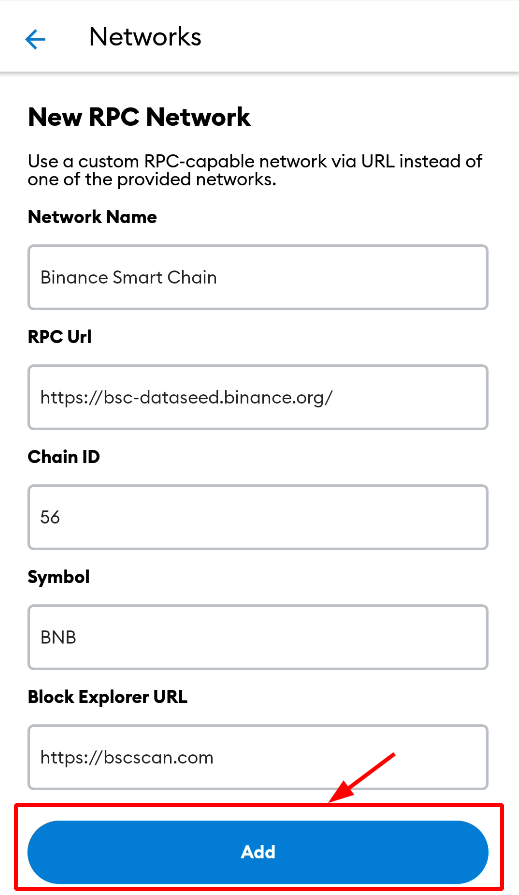 Networks
New RPC Network
Use a custom RPC-capable network via URL instead of
one of the provided networks.
Network Name
Binance Smart Chain
RPC Url
https://bsc-dataseed.binance.org/
Chain ID
56
Symbol
BNB
Block Explorer URL
https://bscscan.com
Add